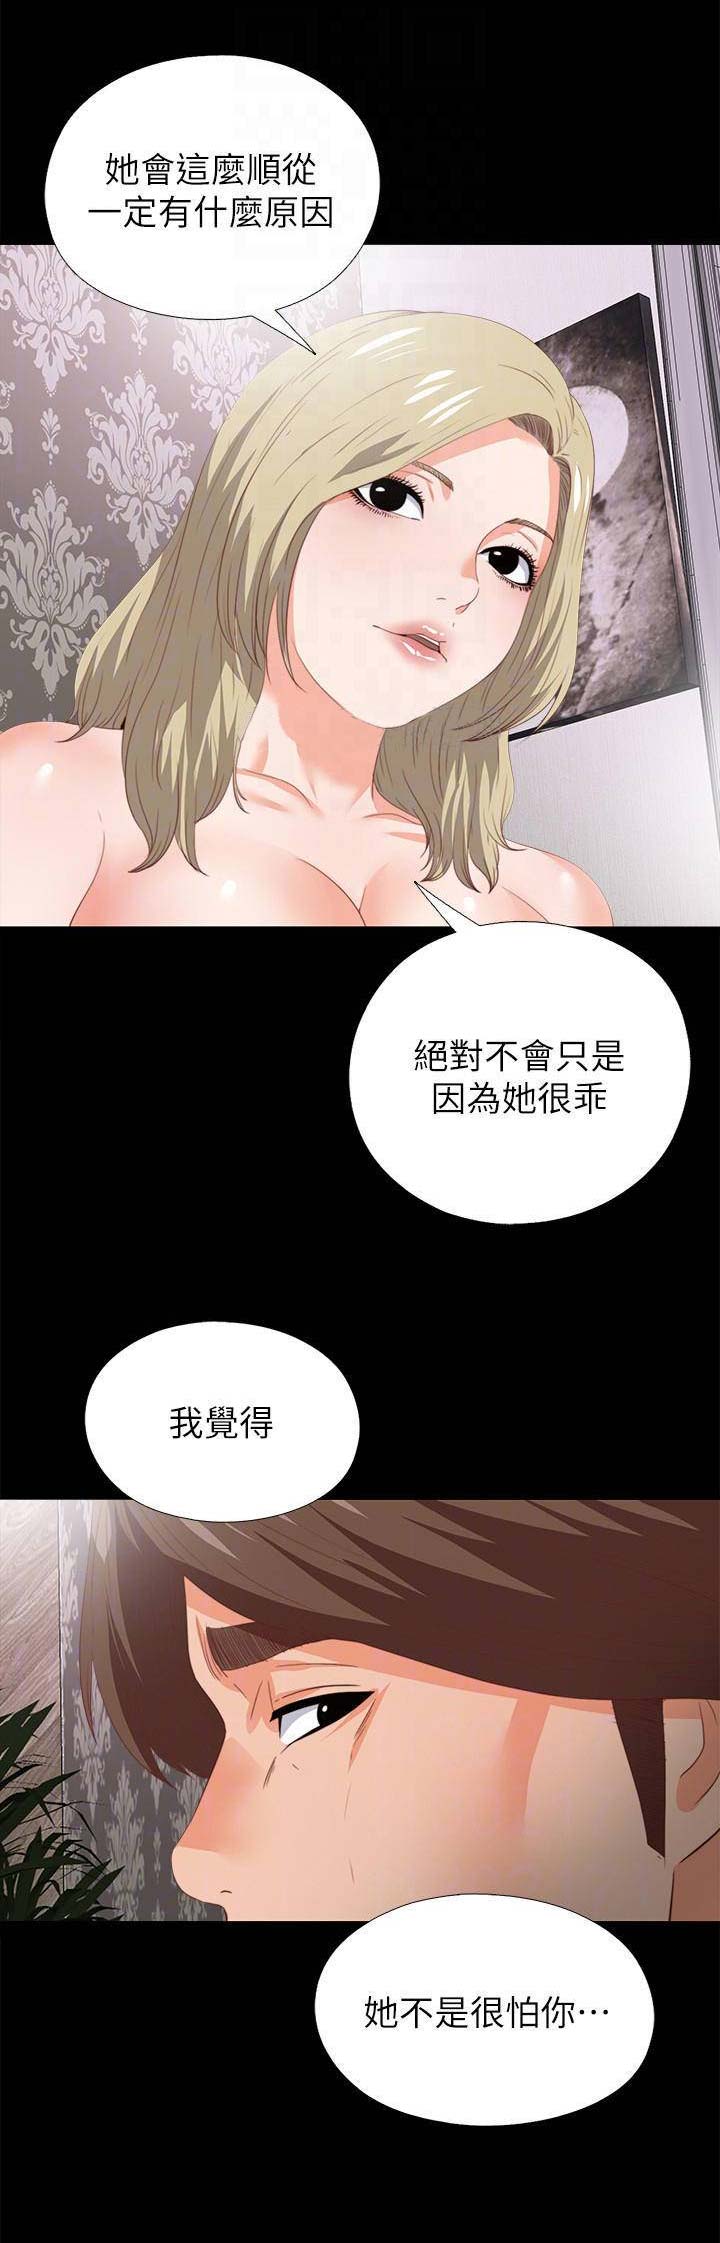 她會這麼順從
一定有什麼原因
絕對不會只是
因為她很乖
我覺得
她不是很怕你…